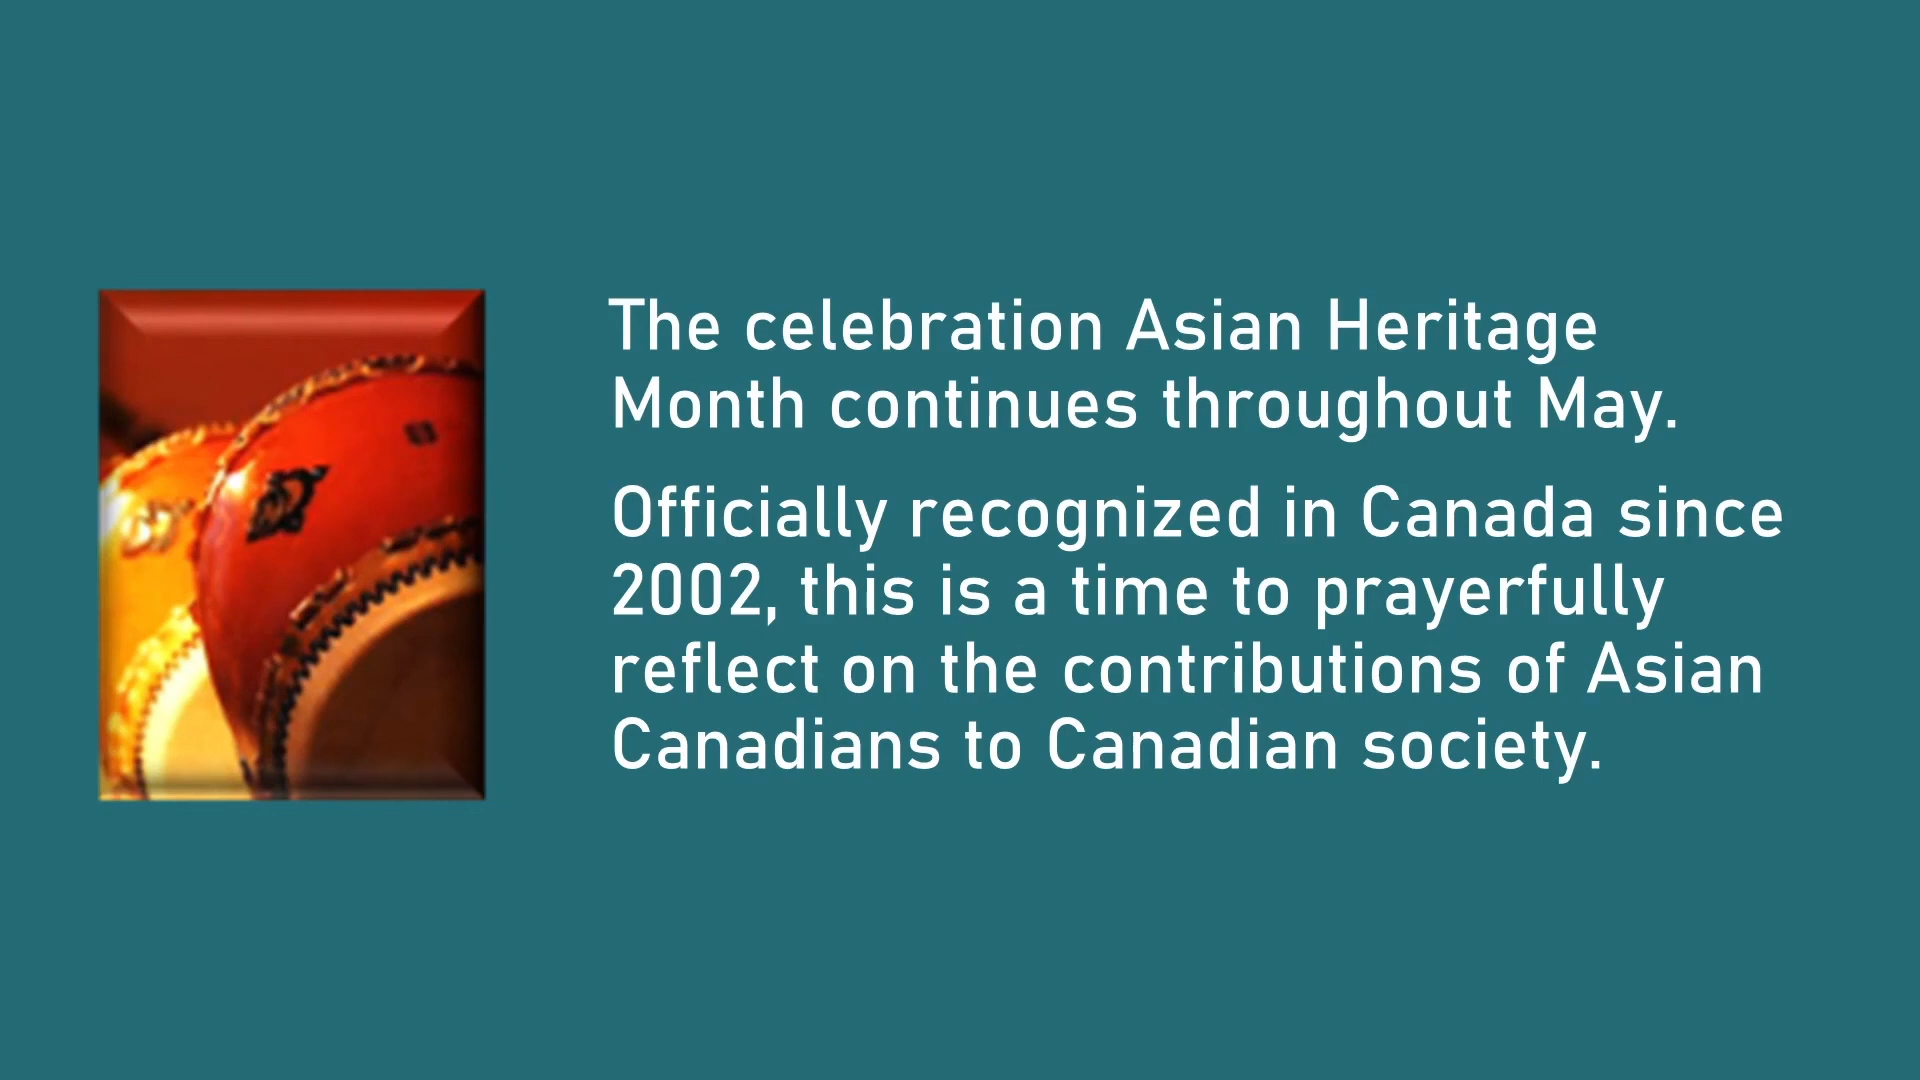 The celebration Asian Heritage
Month continues throughout May.
Officially recognized in Canada since
2002, this is a time to prayerfully
reflect on the contributions of Asian
Canadians to Canadian society.